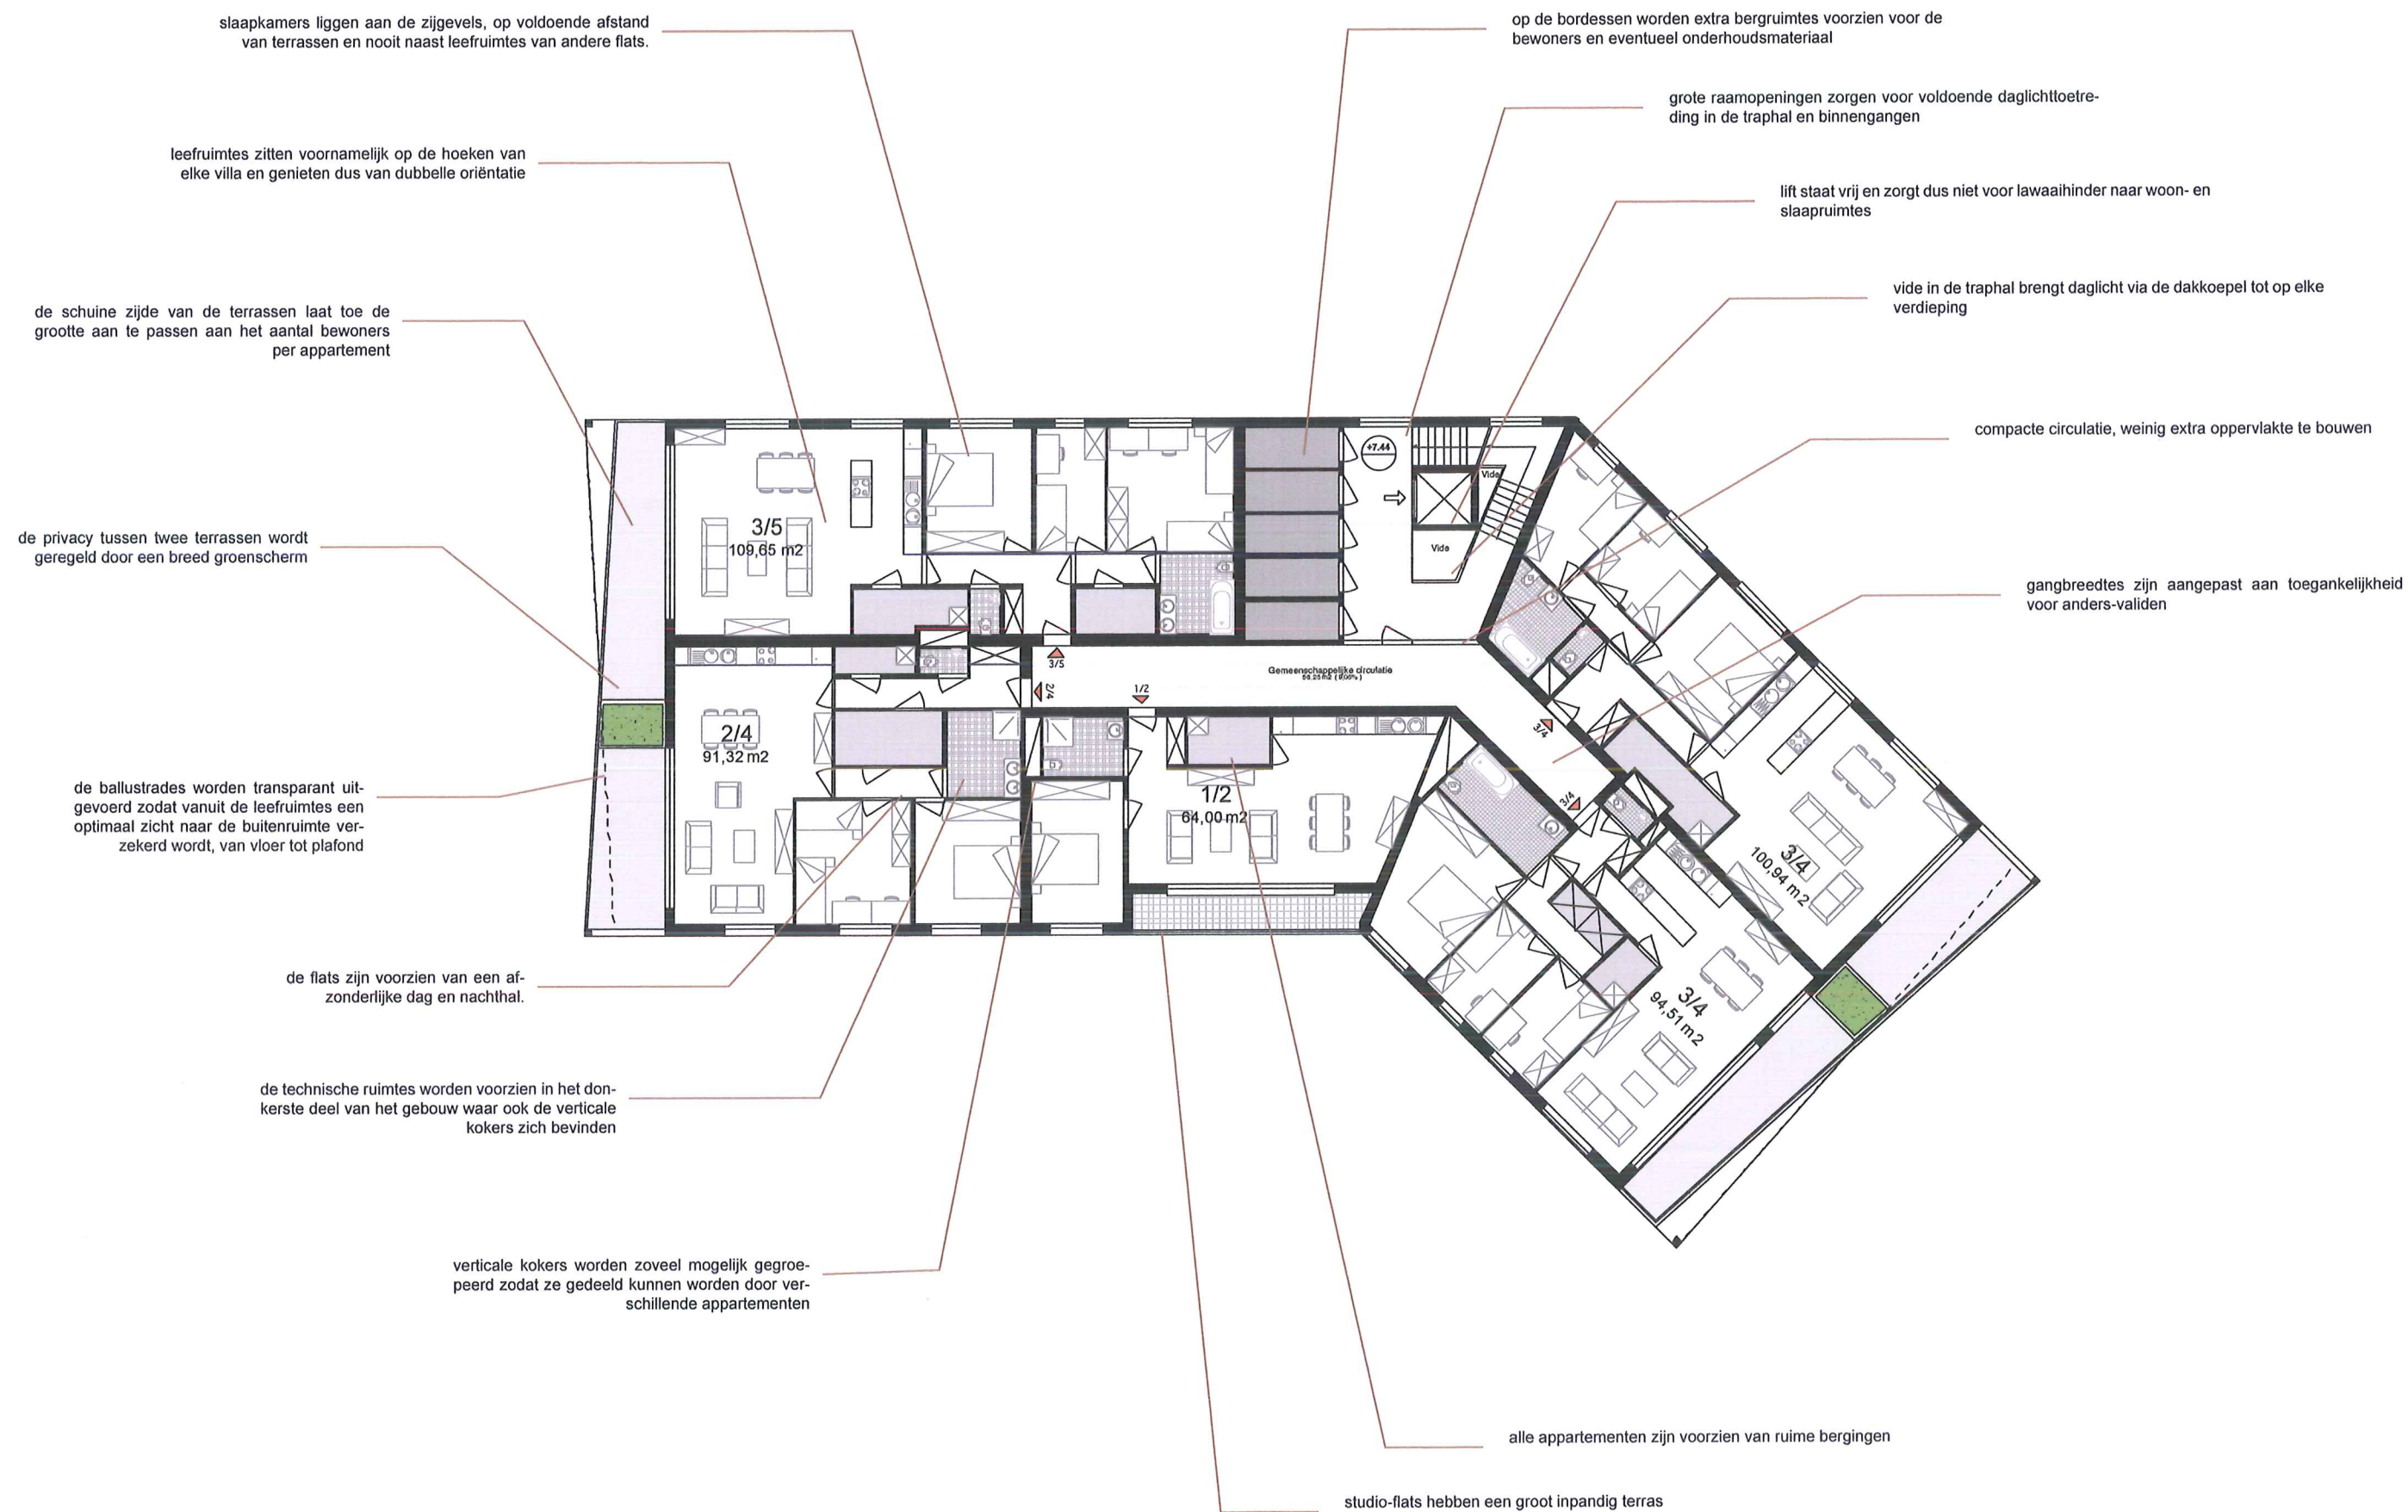 slaapkamers liggen aan de zijgevels, op voldoende afstand
van terrassen en nooit naast leefruimtes van andere flats.
op de bordessen worden extra bergruimtes voorzien voor de
bewoners en eventueel onderhoudsmateriaal
grote raamopeningen zorgen voor voldoende daglichttoetre-
ding in de traphal en binnengangen
leefruimtes zitten voornamelijk op de hoeken van
elke villa en genieten dus van dubbelle oriëntatie
lift staat vrij en zorgt dus niet voor lawaaihinder naar woon- en
slaapruimtes
vide in de traphal brengt daglicht via de dakkoepel tot op elke
verdieping
de schuine zijde van de terrassen laat toe de
grootte aan te passen aan het aantal bewoners
per appartement
compacte circulatie, weinig extra oppervlakte te bouwen
de privacy tussen twee terrassen wordt
geregeld door een breed groenscherm
gangbreedtes zijn aangepast aan toegankelijkheid
voor anders-validen
+7.44
Vide
Vide
3/5
109,65 m2
3/5
2/4
1/2
Gemeenschappelijke circulatie
3/4
3/4
2/4
91,32 m2
1/2
64,00 m2
3/4
100,94 m2
3/4
94,51 m2
de ballustrades worden transparant uit-
gevoerd zodat vanuit de leefruimtes een
optimaal zicht naar de buitenruimte ver-
zekerd wordt, van vloer tot plafond
de flats zijn voorzien van een af-
zonderlijke dag en nachthal.
de technische ruimtes worden voorzien in het don-
kerste deel van het gebouw waar ook de verticale
kokers zich bevinden
verticale kokers worden zoveel mogelijk gegroe-
peerd zodat ze gedeeld kunnen worden door ver-
schillende appartementen
alle appartementen zijn voorzien van ruime bergingen
studio-flats hebben een groot inpandig terras